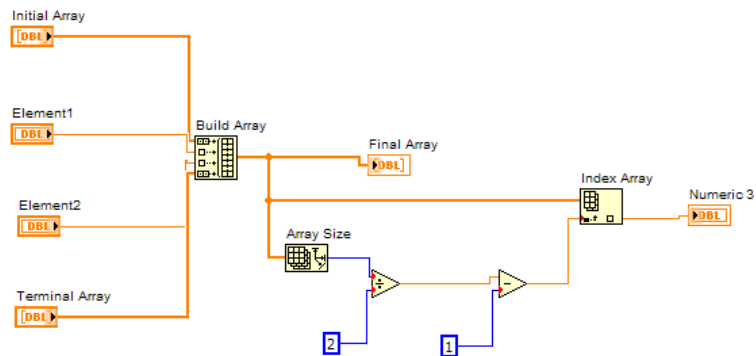 Initial Array
DBL
Element1
DBL
Build Array
Final Array
DBL
Index Array
Numeric 3
DBL
Element2
DBL
Array Size
Terminal Array
DBL
÷
-
2
1